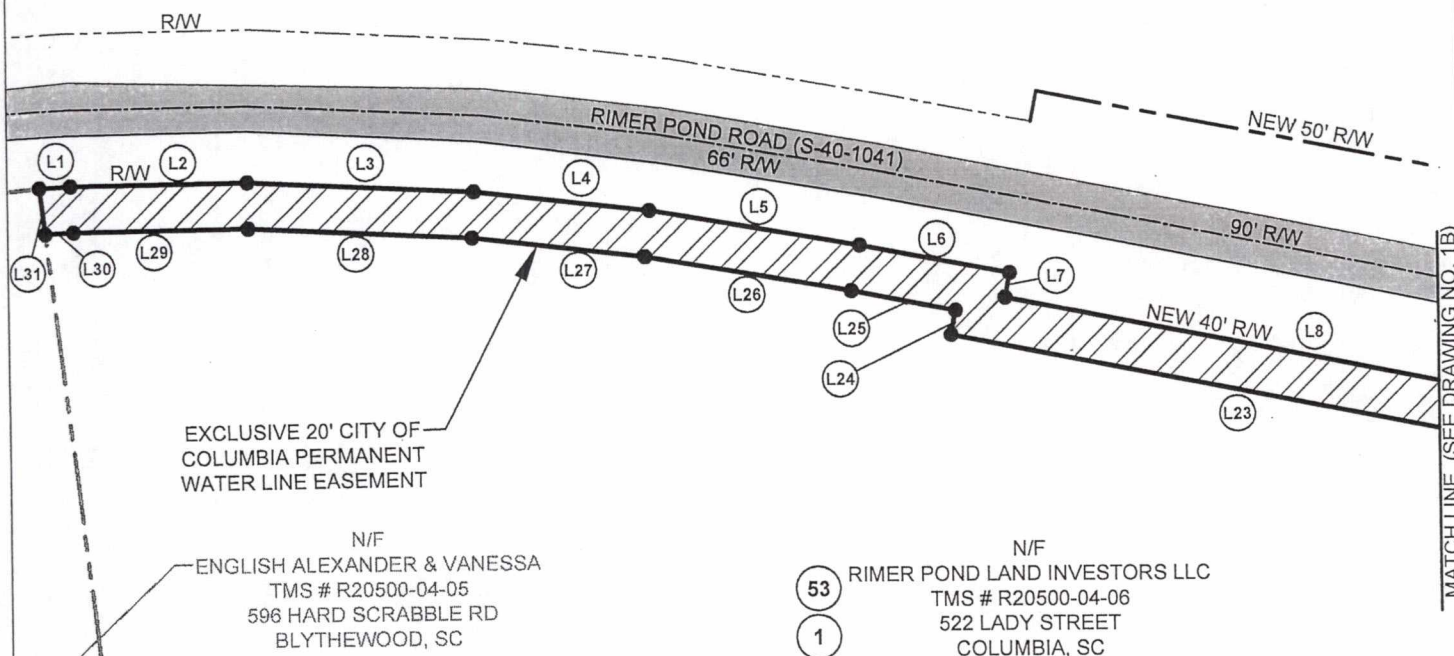 R/W
RIMER POND ROAD (S-40-1041)
66' R/W
NEW 50' R/W
90' R/W
L1
R/W
L2
L3
L4
L5
L6
L7
NEW 40' R/W
L8
L31
L30
L29
L28
L27
L26
L25
L24
L23
MATCH LINE (SEE DRAWING NO. 1B)
EXCLUSIVE 20' CITY OF
COLUMBIA PERMANENT
WATER LINE EASEMENT
N/F
ENGLISH ALEXANDER & VANESSA
TMS # R20500-04-05
596 HARD SCRABBLE RD
BLYTHEWOOD, SC
N/F
53 RIMER POND LAND INVESTORS LLC
TMS # R20500-04-06
1 522 LADY STREET
COLUMBIA, SC